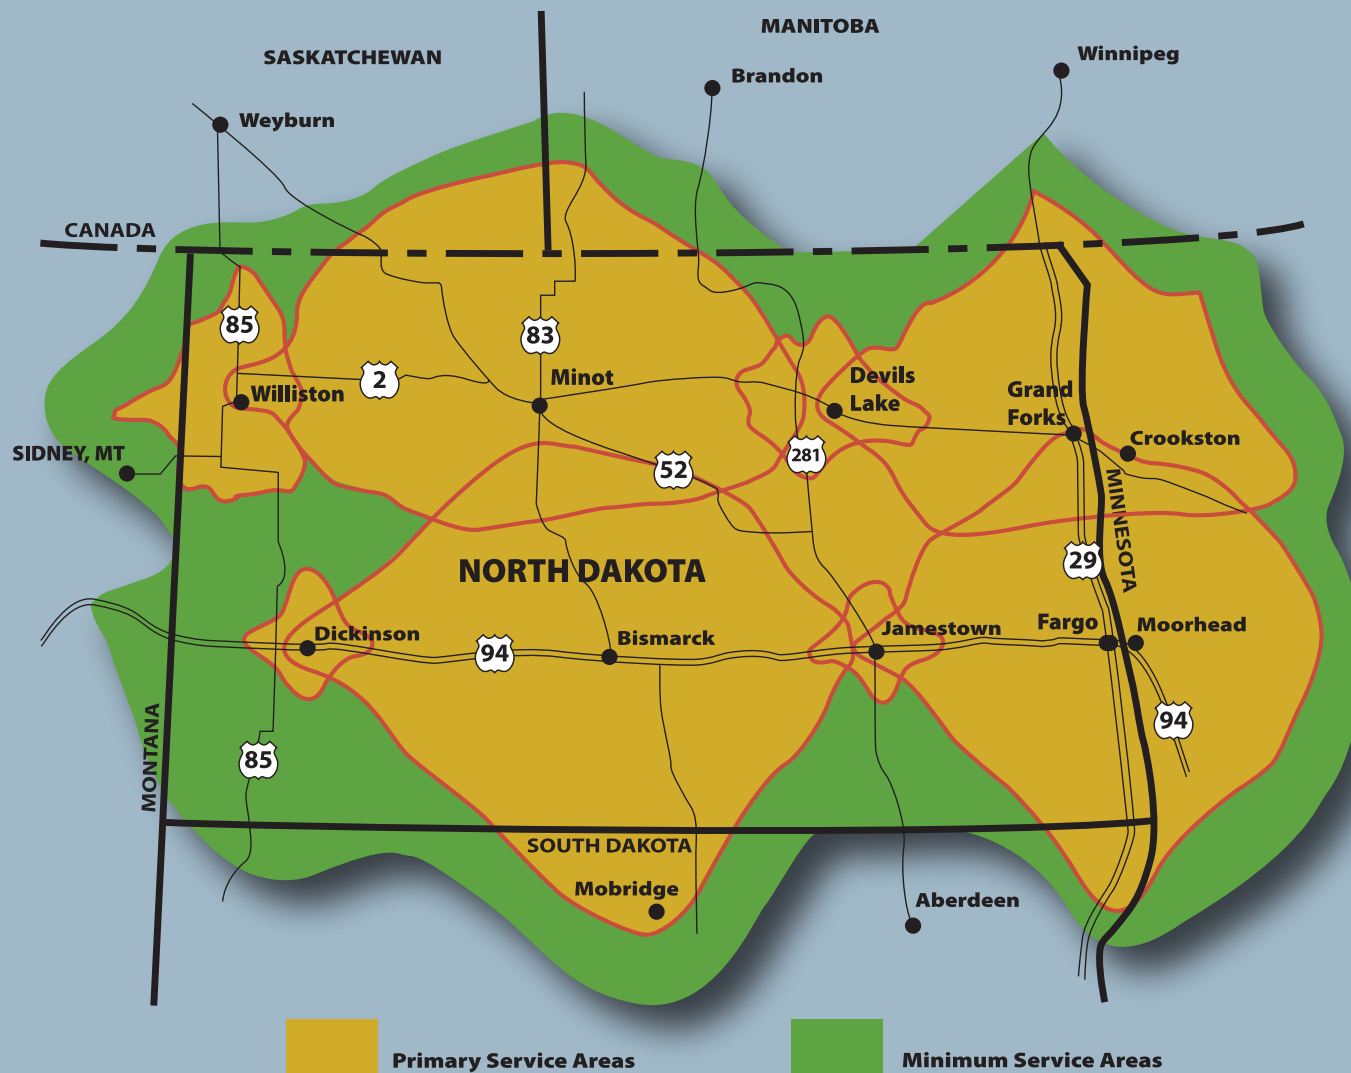 MANITOBA
SASKATCHEWAN
Winnipeg
Brandon
Weyburn
CANADA
85
83
2
Minot
Devils
Lake
Williston
Grand
Forks
Crookston
SIDNEY, MT
281
52
MINNESOTA
NORTH DAKOTA
29
Dickinson
94
Bismarck
Jamestown
Fargo
Moorhead
94
MONTANA
85
SOUTH DAKOTA
Mobridge
Aberdeen
Primary Service Areas
Minimum Service Areas